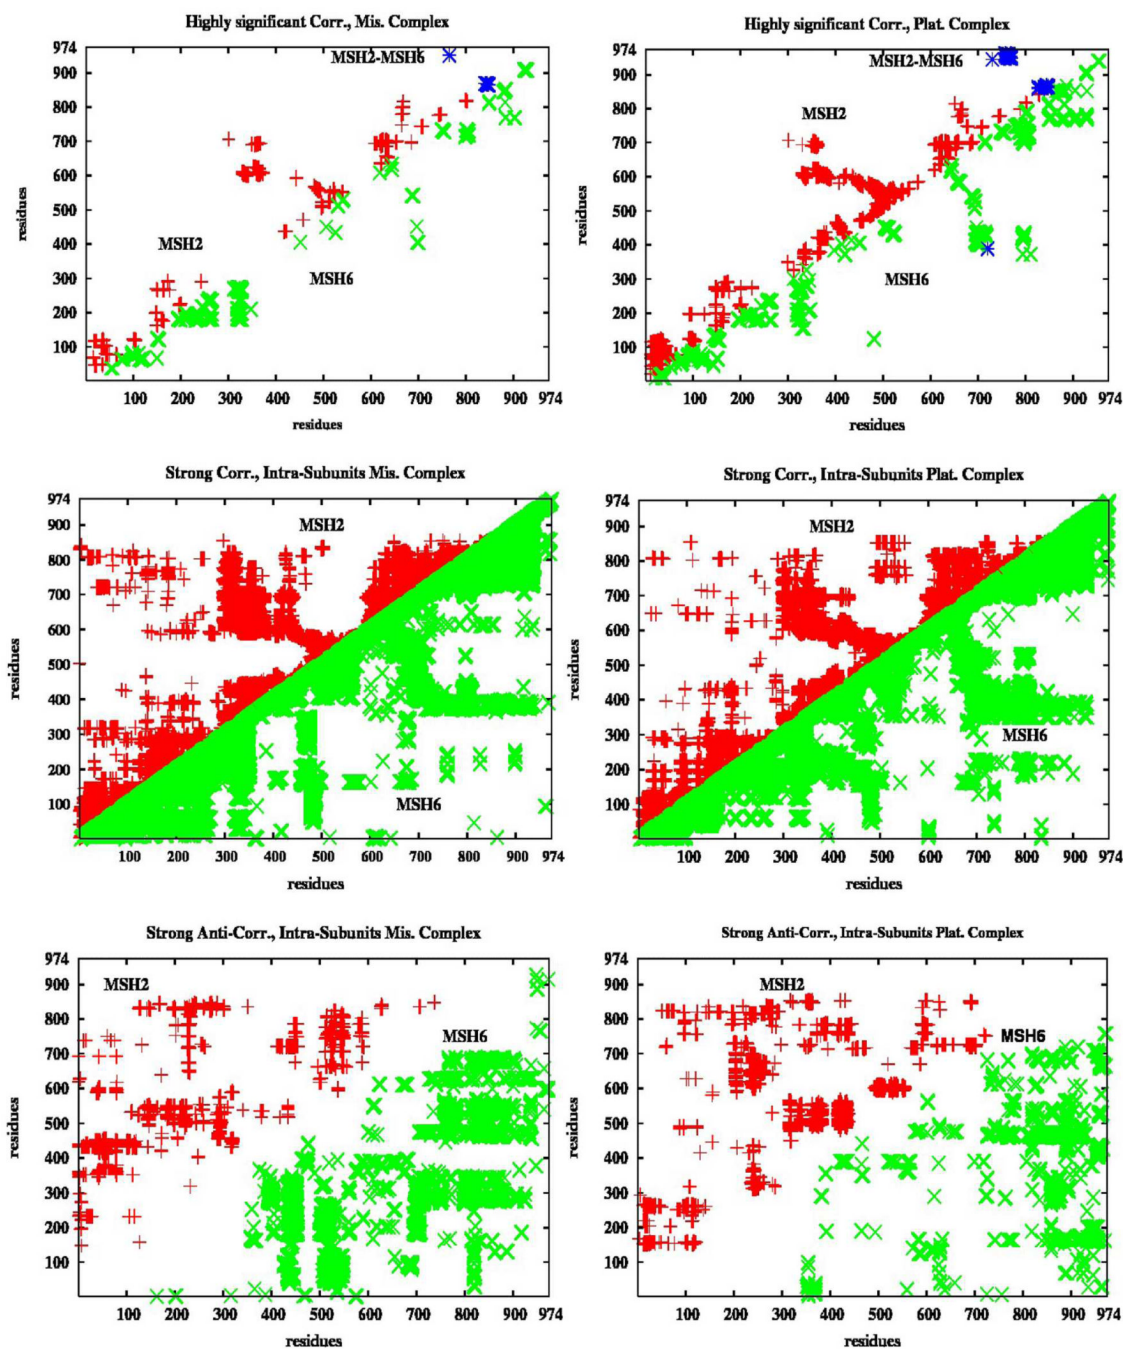 Highly significant Corr., Mis. Complex
974
900
800
700
600
500
400
300
200
100
residues
MSH2-MSH6
MSH2
MSH6
100 200 300 400 500 600 700 800 900 974
residues
Highly significant Corr., Plat. Complex
974
900
800
700
600
500
400
300
200
100
residues
MSH2-MSH6
MSH2
MSH6
100 200 300 400 500 600 700 800 900 974
residues
Strong Corr., Intra-Subunits Mis. Complex
974
900
800
700
600
500
400
300
200
100
residues
MSH2
MSH6
100 200 300 400 500 600 700 800 900 974
residues
Strong Corr., Intra-Subunits Plat. Complex
974
900
800
700
600
500
400
300
200
100
residues
MSH2
MSH6
100 200 300 400 500 600 700 800 900 974
residues
Strong Anti-Corr., Intra-Subunits Mis. Complex
974
900
800
700
600
500
400
300
200
100
residues
MSH2
MSH6
100 200 300 400 500 600 700 800 900 974
residues
Strong Anti-Corr., Intra-Subunits Plat. Complex
974
900
800
700
600
500
400
300
200
100
residues
MSH2
MSH6
100 200 300 400 500 600 700 800 900 974
residues